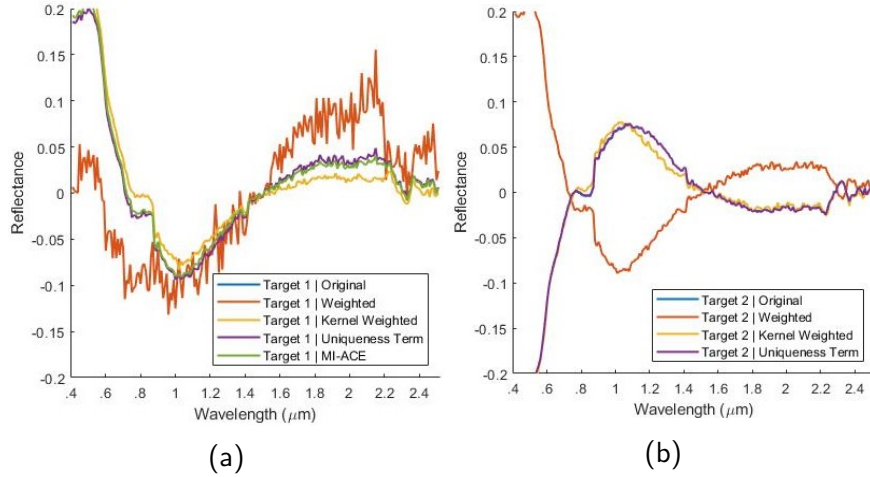 0.2
0.15
0.1
0.05
0
-0.05
-0.1
-0.15
-0.2
Reflectance
.4 .6 .8 1 1.2 1.4 1.6 1.8 2 2.2 2.4
Wavelength (μm)
Target 1 | Original
Target 1 | Weighted
Target 1 | Kernel Weighted
Target 1 | Uniqueness Term
Target 1 | MI-ACE
(a)
0.2
0.15
0.1
0.05
0
-0.05
-0.1
-0.15
-0.2
Reflectance
.4 .6 .8 1 1.2 1.4 1.6 1.8 2 2.2 2.4
Wavelength (μm)
Target 2 | Original
Target 2 | Weighted
Target 2 | Kernel Weighted
Target 2 | Uniqueness Term
(b)